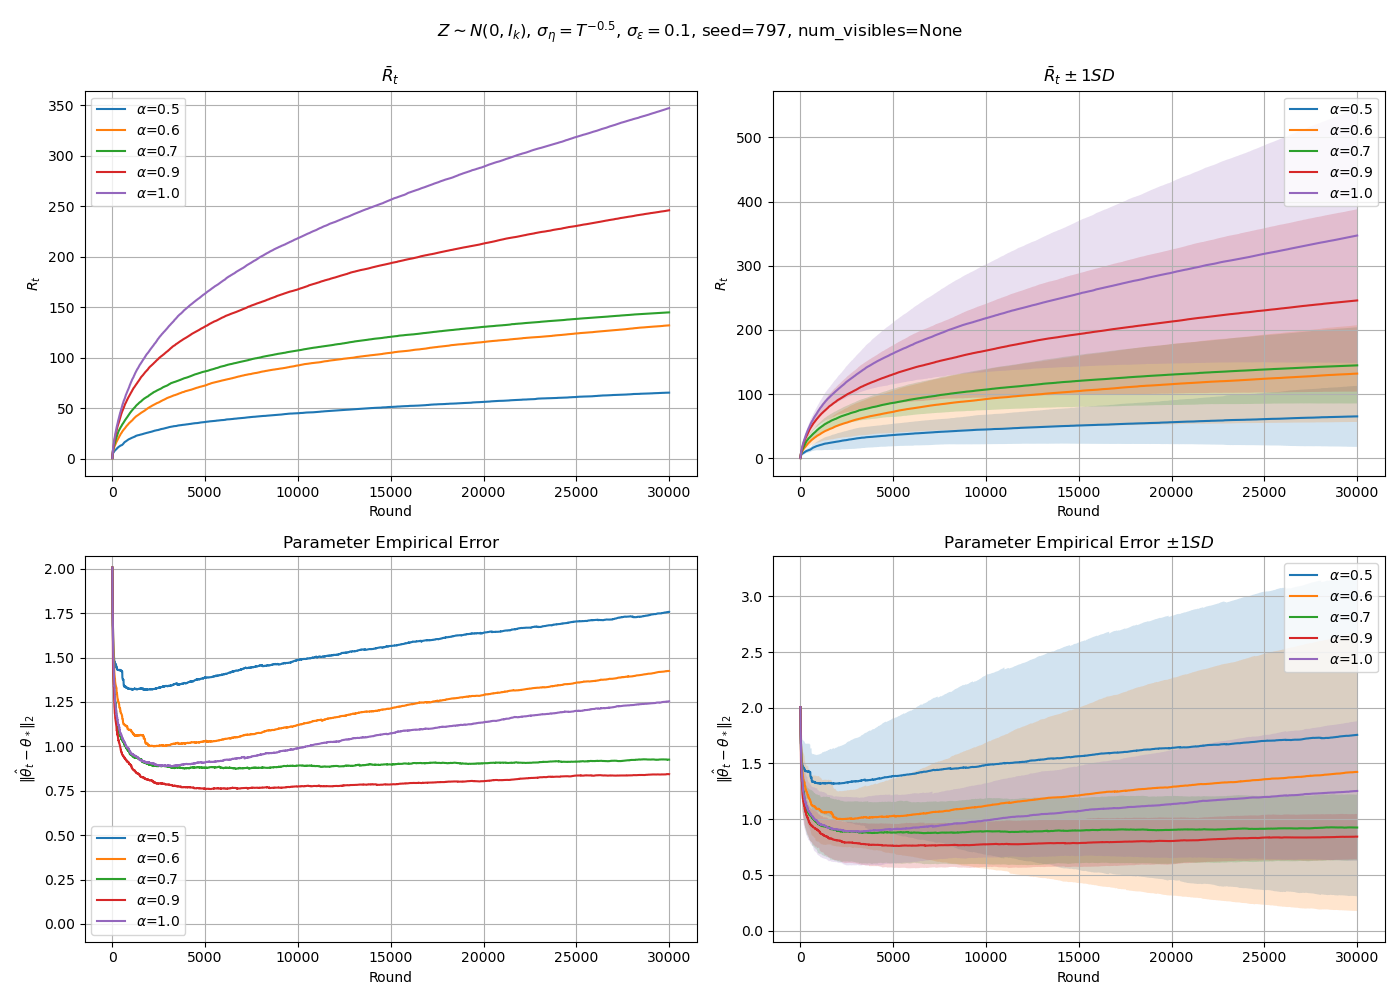 Z ~ N(0, I_k), σ_η = T^{-0.5}, σ_ε = 0.1, seed=797, num_visibles=None
R̄_t
350
300
250
200
150
100
50
0
R_t
α=0.5
α=0.6
α=0.7
α=0.9
α=1.0
0 5000 10000 15000 20000 25000 30000
Round
R̄_t ± 1SD
500
400
300
200
100
0
R_t
α=0.5
α=0.6
α=0.7
α=0.9
α=1.0
0 5000 10000 15000 20000 25000 30000
Round
Parameter Empirical Error
2.00
1.75
1.50
1.25
1.00
0.75
0.50
0.25
0.00
‖θ̂_t − θ_*‖_2
α=0.5
α=0.6
α=0.7
α=0.9
α=1.0
0 5000 10000 15000 20000 25000 30000
Round
Parameter Empirical Error ±1SD
3.0
2.5
2.0
1.5
1.0
0.5
0.0
‖θ̂_t − θ_*‖_2
α=0.5
α=0.6
α=0.7
α=0.9
α=1.0
0 5000 10000 15000 20000 25000 30000
Round